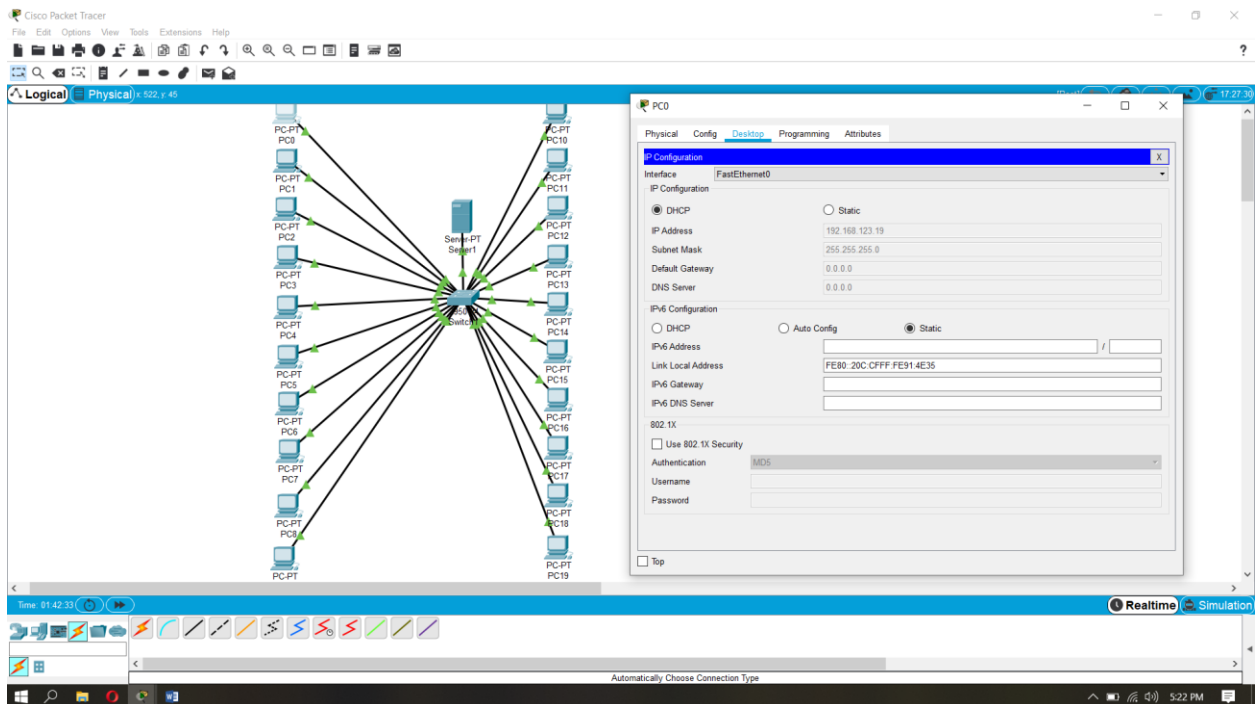 Cisco Packet Tracer
File Edit Options View Tools Extensions Help
?
Logical Physical x: 522, y: 45
17:27:30
PC-PT
PC0
PC-PT
PC1
PC-PT
PC2
PC-PT
PC3
PC-PT
PC4
PC-PT
PC5
PC-PT
PC6
PC-PT
PC7
PC-PT
PC8
PC-PT
Server-PT
Server1
Switch
PC-PT
PC10
PC-PT
PC11
PC-PT
PC12
PC-PT
PC13
PC-PT
PC14
PC-PT
PC15
PC-PT
PC16
PC-PT
PC17
PC-PT
PC18
PC-PT
PC19
PC0
Physical Config Desktop Programming Attributes
IP Configuration X
Interface FastEthernet0
IP Configuration
DHCP Static
IP Address 192.168.123.19
Subnet Mask 255.255.255.0
Default Gateway 0.0.0.0
DNS Server 0.0.0.0
IPv6 Configuration
DHCP Auto Config Static
IPv6 Address /
Link Local Address FE80::20C:CFFF:FE91:4E35
IPv6 Gateway
IPv6 DNS Server
802.1X
Use 802.1X Security
Authentication MD5
Username
Password
Top
Time: 01:42:33
Realtime Simulation
Automatically Choose Connection Type
5:22 PM